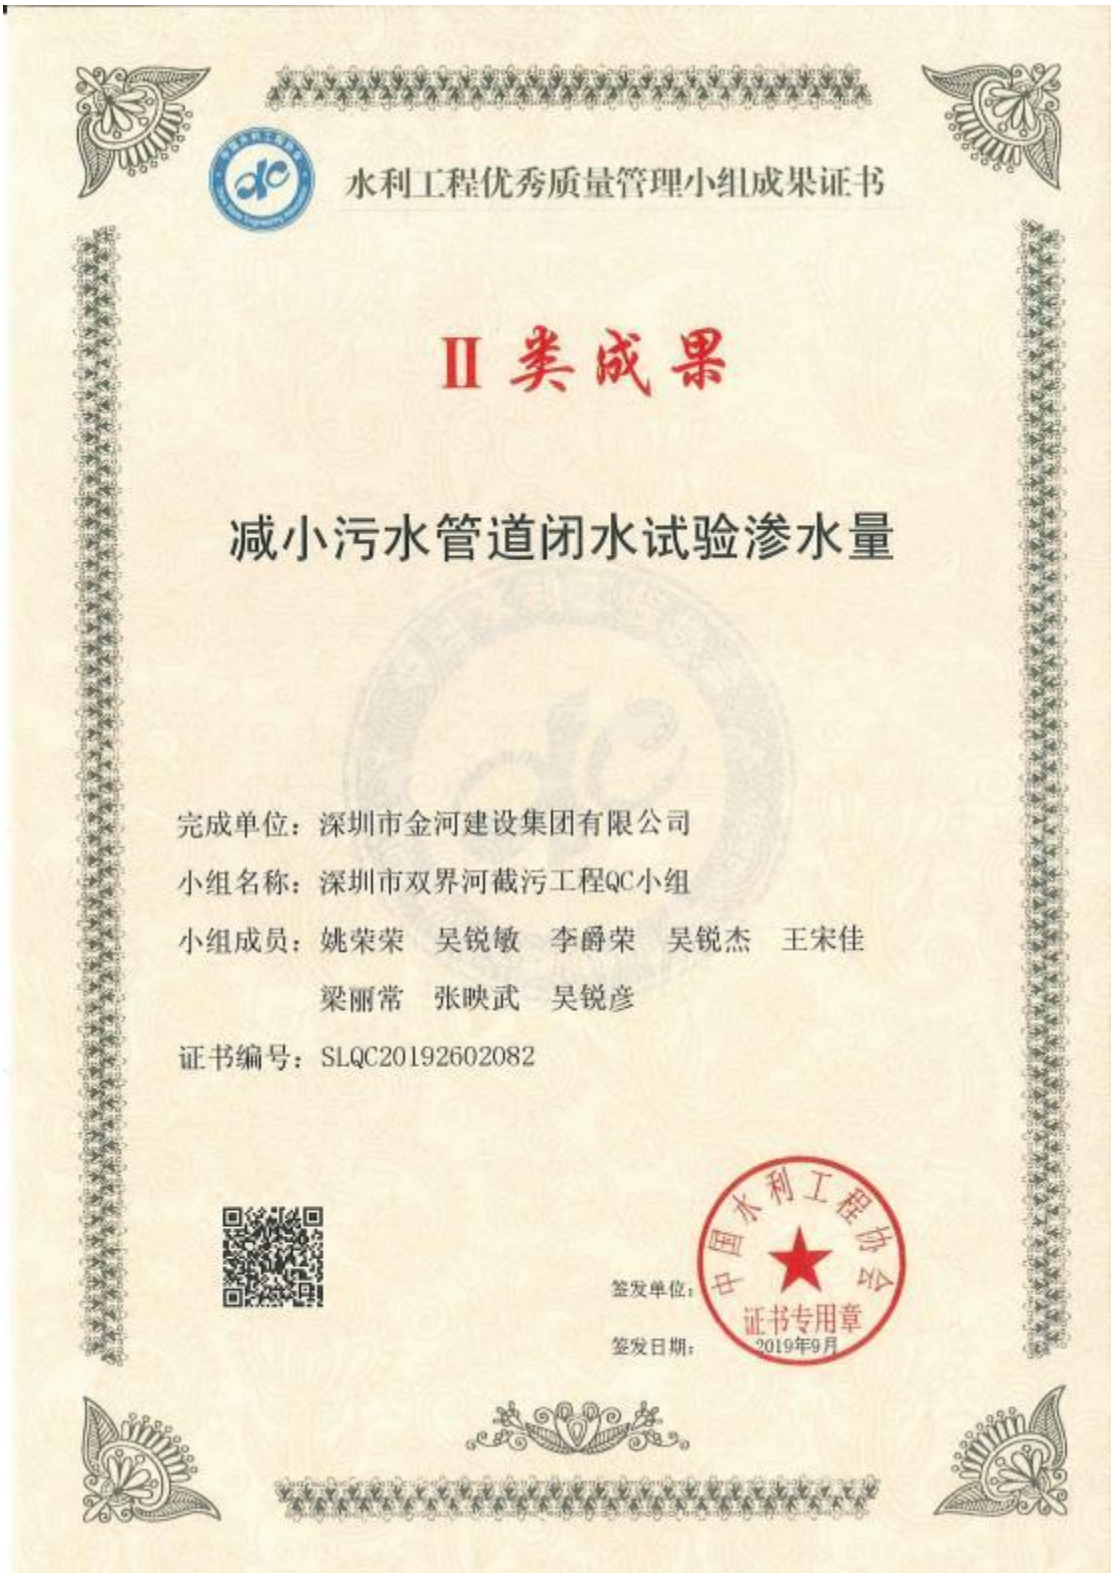 水利工程优秀质量管理小组成果证书
II 类成果
减小污水管道闭水试验渗水量
完成单位：深圳市金河建设集团有限公司
小组名称：深圳市双界河截污工程QC小组
小组成员：姚荣荣 吴锐敏 李爵荣 吴锐杰 王宋佳
梁丽常 张映武 吴锐彦
证书编号：SLQC20192602082
中国水利工程协会
签发单位：
证书专用章
签发日期：2019年9月